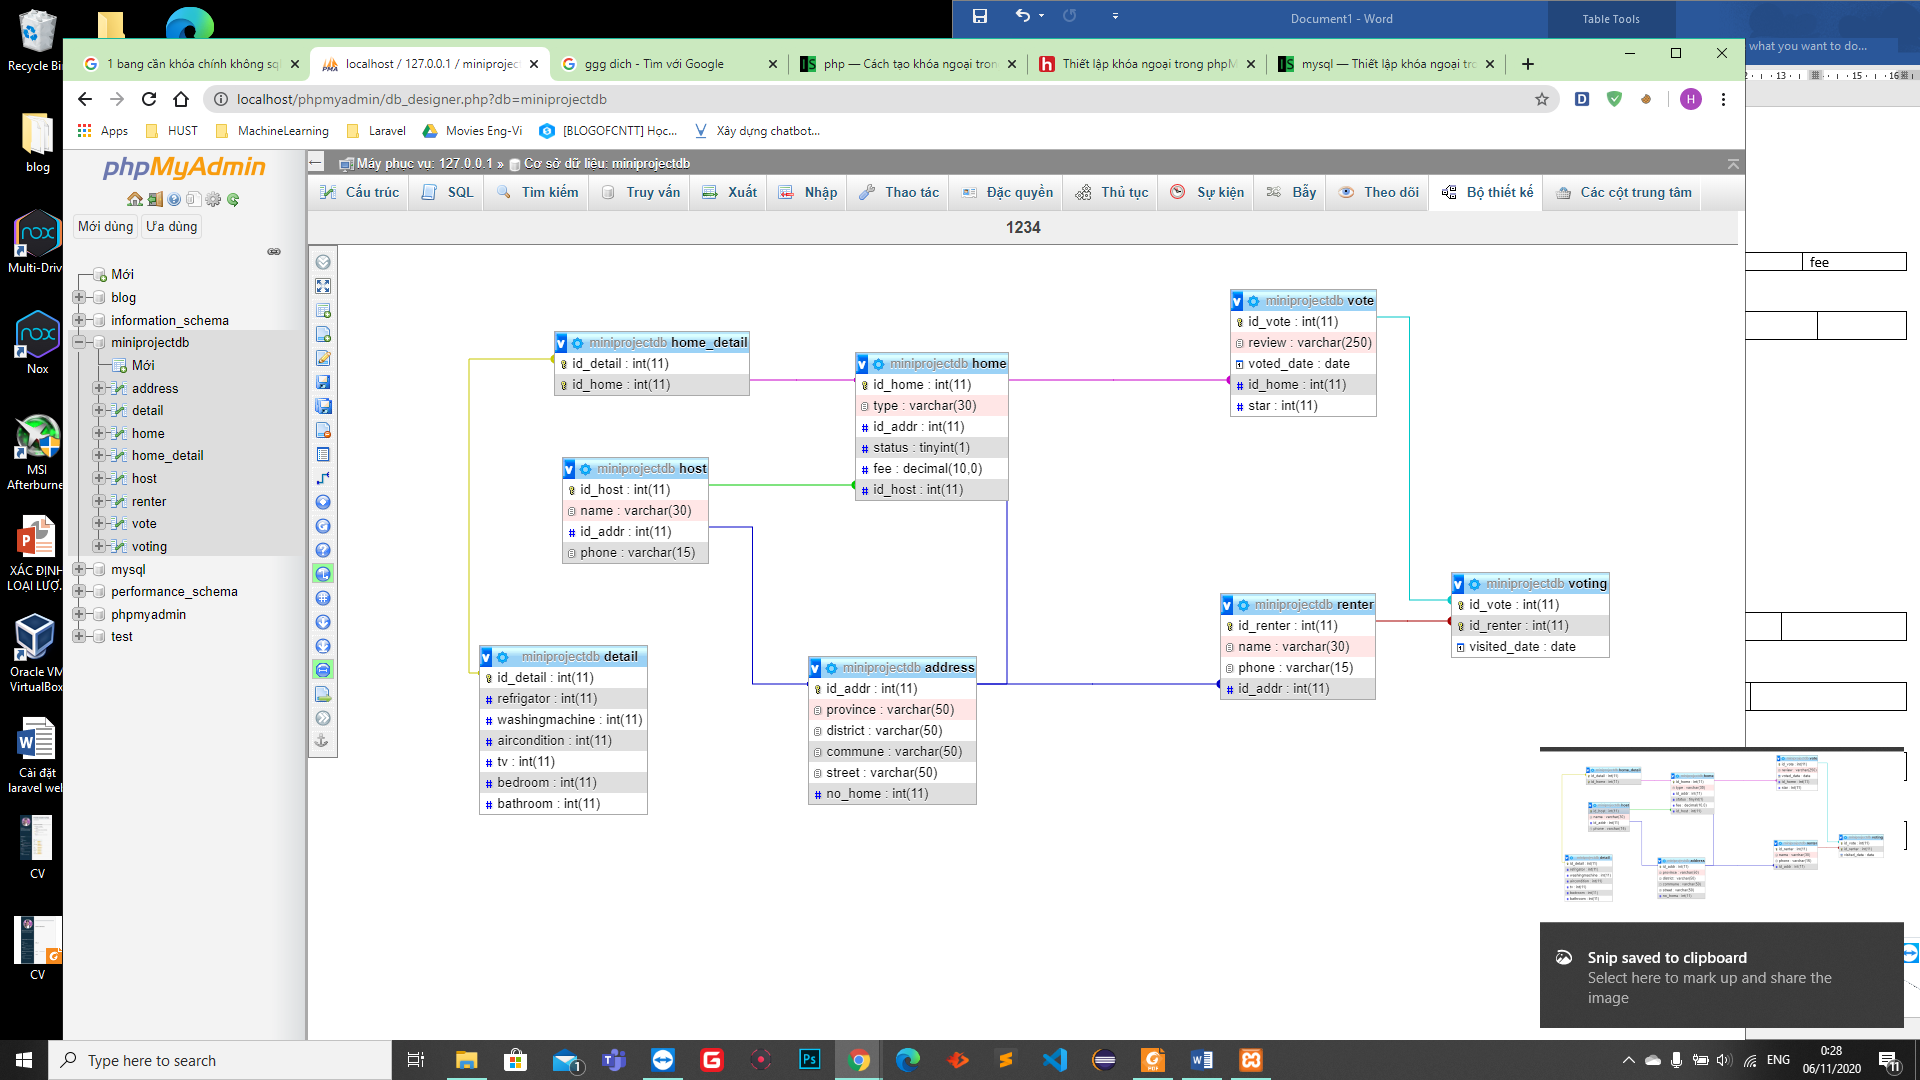 Recycle Bi
blog
Multi-Driv
Nox
MSI
Afterburne
XÁC ĐỊNH
LOẠI LƯỢ...
Oracle VM
VirtualBox
Cài đặt
laravel wel
CV
CV
Document1 - Word
Table Tools
what you want to do...
1 bang cần khóa chính không sql
localhost / 127.0.0.1 / miniprojec
ggg dich - Tìm với Google
php — Cách tạo khóa ngoại tron
Thiết lập khóa ngoại trong phpM
mysql — Thiết lập khóa ngoại tro
localhost/phpmyadmin/db_designer.php?db=miniprojectdb
H
Apps
HUST
MachineLearning
Laravel
Movies Eng-Vi
[BLOGOFCNTT] Học...
Xây dựng chatbot...
phpMyAdmin
Mới dùng
Ưa dùng
Mới
blog
information_schema
miniprojectdb
Mới
address
detail
home
home_detail
host
renter
vote
voting
mysql
performance_schema
phpmyadmin
test
Máy phục vụ: 127.0.0.1 » Cơ sở dữ liệu: miniprojectdb
Cấu trúc
SQL
Tìm kiếm
Truy vấn
Xuất
Nhập
Thao tác
Đặc quyền
Thủ tục
Sự kiện
Bẫy
Theo dõi
Bộ thiết kế
Các cột trung tâm
1234
miniprojectdb home_detail
id_detail : int(11)
id_home : int(11)
miniprojectdb home
id_home : int(11)
type : varchar(30)
id_addr : int(11)
status : tinyint(1)
fee : decimal(10,0)
id_host : int(11)
miniprojectdb vote
id_vote : int(11)
review : varchar(250)
voted_date : date
id_home : int(11)
star : int(11)
miniprojectdb host
id_host : int(11)
name : varchar(30)
id_addr : int(11)
phone : varchar(15)
miniprojectdb voting
id_vote : int(11)
id_renter : int(11)
visited_date : date
miniprojectdb renter
id_renter : int(11)
name : varchar(30)
phone : varchar(15)
id_addr : int(11)
miniprojectdb detail
id_detail : int(11)
refrigator : int(11)
washingmachine : int(11)
aircondition : int(11)
tv : int(11)
bedroom : int(11)
bathroom : int(11)
miniprojectdb address
id_addr : int(11)
province : varchar(50)
district : varchar(50)
commune : varchar(50)
street : varchar(50)
no_home : int(11)
fee
Snip saved to clipboard
Select here to mark up and share the
image
Type here to search
ENG
0:28
06/11/2020